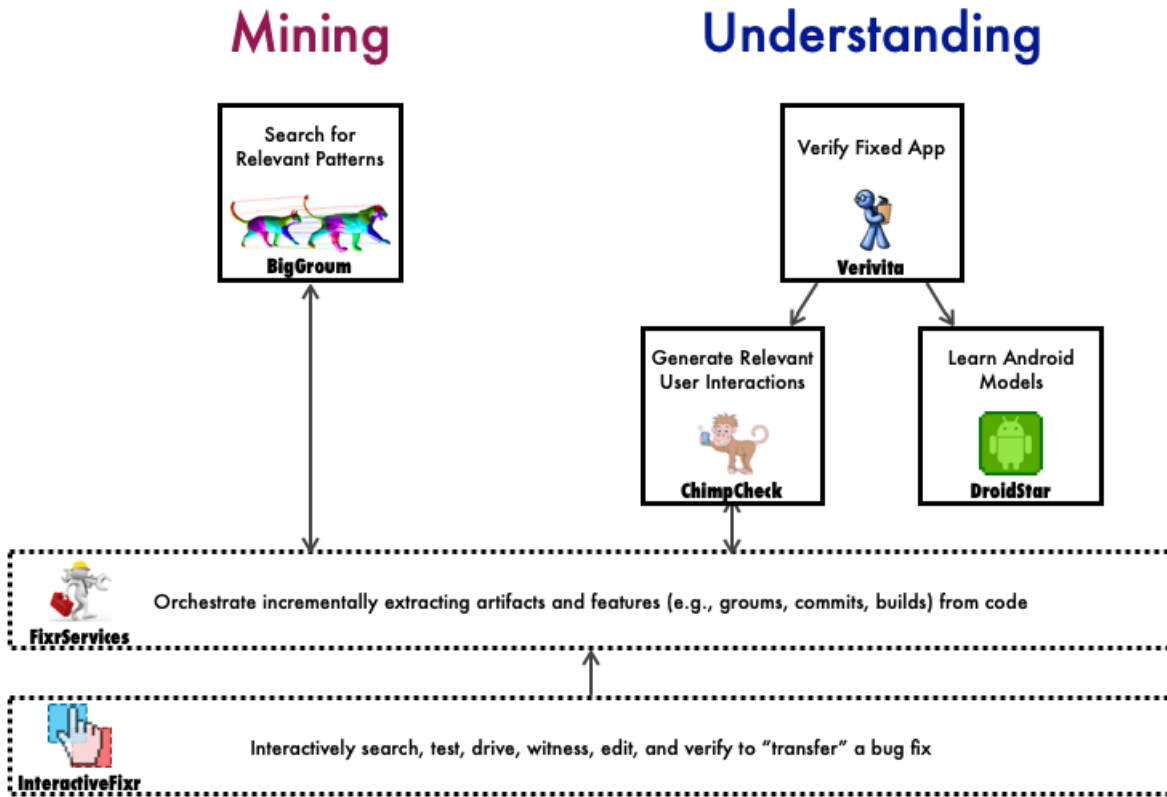 Mining
Understanding
Search for
Relevant Patterns
BigGroum
Verify Fixed App
Verivita
Generate Relevant
User Interactions
ChimpCheck
Learn Android
Models
DroidStar
Orchestrate incrementally extracting artifacts and features (e.g., groums, commits, builds) from code
FixrServices
Interactively search, test, drive, witness, edit, and verify to “transfer” a bug fix
InteractiveFixr